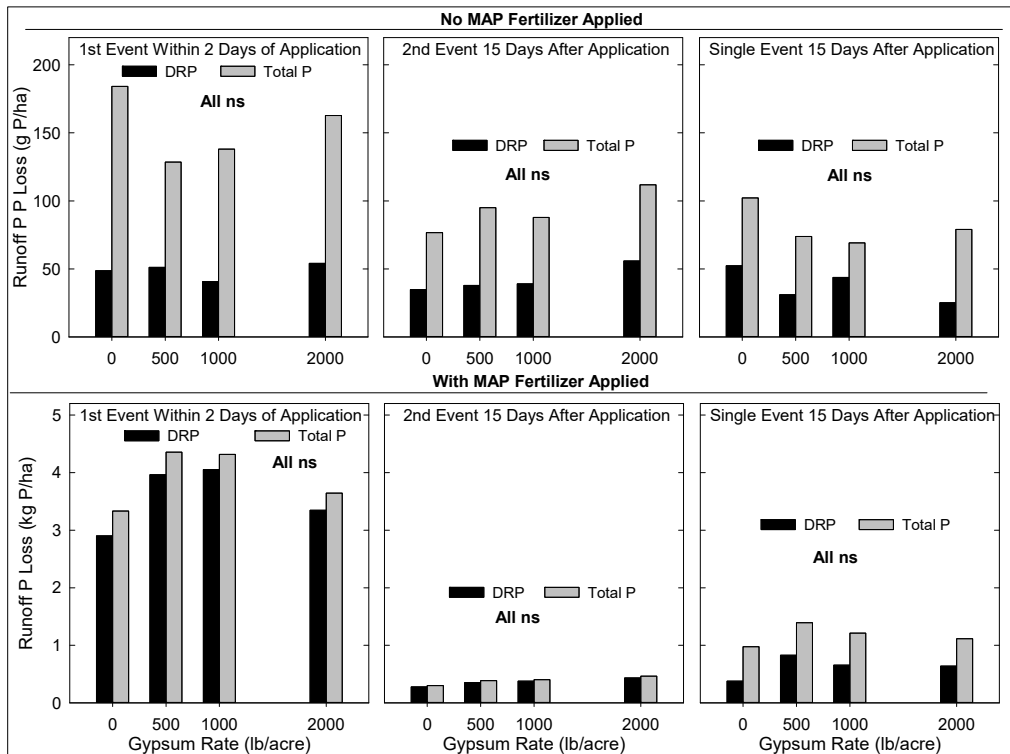 No MAP Fertilizer Applied
1st Event Within 2 Days of Application
DRP Total P
All ns
2nd Event 15 Days After Application
DRP Total P
All ns
Single Event 15 Days After Application
DRP Total P
All ns
Runoff P P Loss (g P/ha)
200
150
100
50
0
0 500 1000 2000
0 500 1000 2000
0 500 1000 2000
With MAP Fertilizer Applied
1st Event Within 2 Days of Application
DRP Total P
All ns
2nd Event 15 Days After Application
DRP Total P
All ns
Single Event 15 Days After Application
DRP Total P
All ns
Runoff P Loss (kg P/ha)
5
4
3
2
1
0
0 500 1000 2000
0 500 1000 2000
0 500 1000 2000
Gypsum Rate (lb/acre)
Gypsum Rate (lb/acre)
Gypsum Rate (lb/acre)